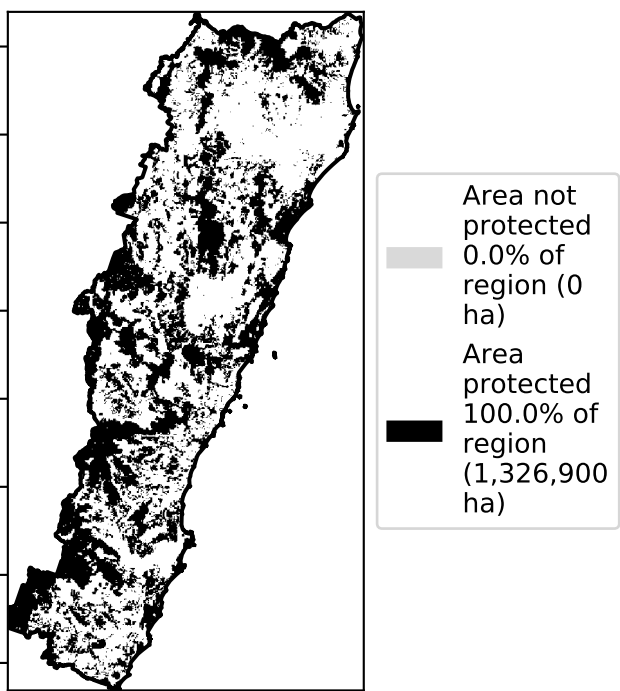 Area not
protected
0.0% of
region (0
ha)
Area
protected
100.0% of
region
(1,326,900
ha)